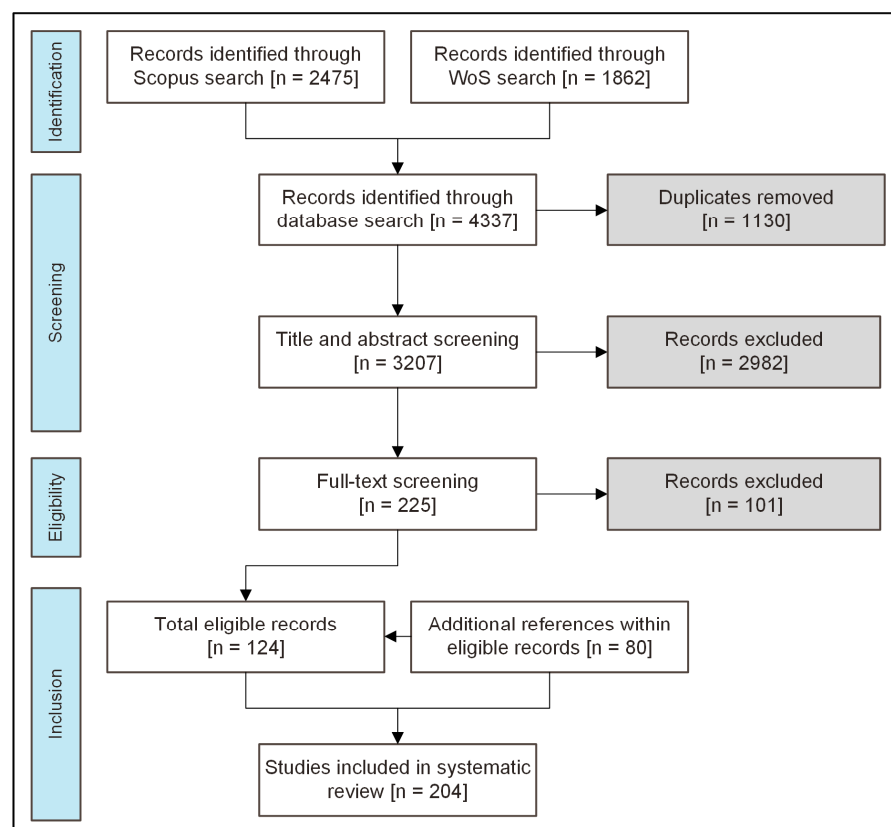 Identification
Records identified through
Scopus search [n = 2475]
Records identified through
WoS search [n = 1862]
Screening
Records identified through
database search [n = 4337]
Duplicates removed
[n = 1130]
Title and abstract screening
[n = 3207]
Records excluded
[n = 2982]
Eligibility
Full-text screening
[n = 225]
Records excluded
[n = 101]
Inclusion
Total eligible records
[n = 124]
Additional references within
eligible records [n = 80]
Studies included in systematic
review [n = 204]